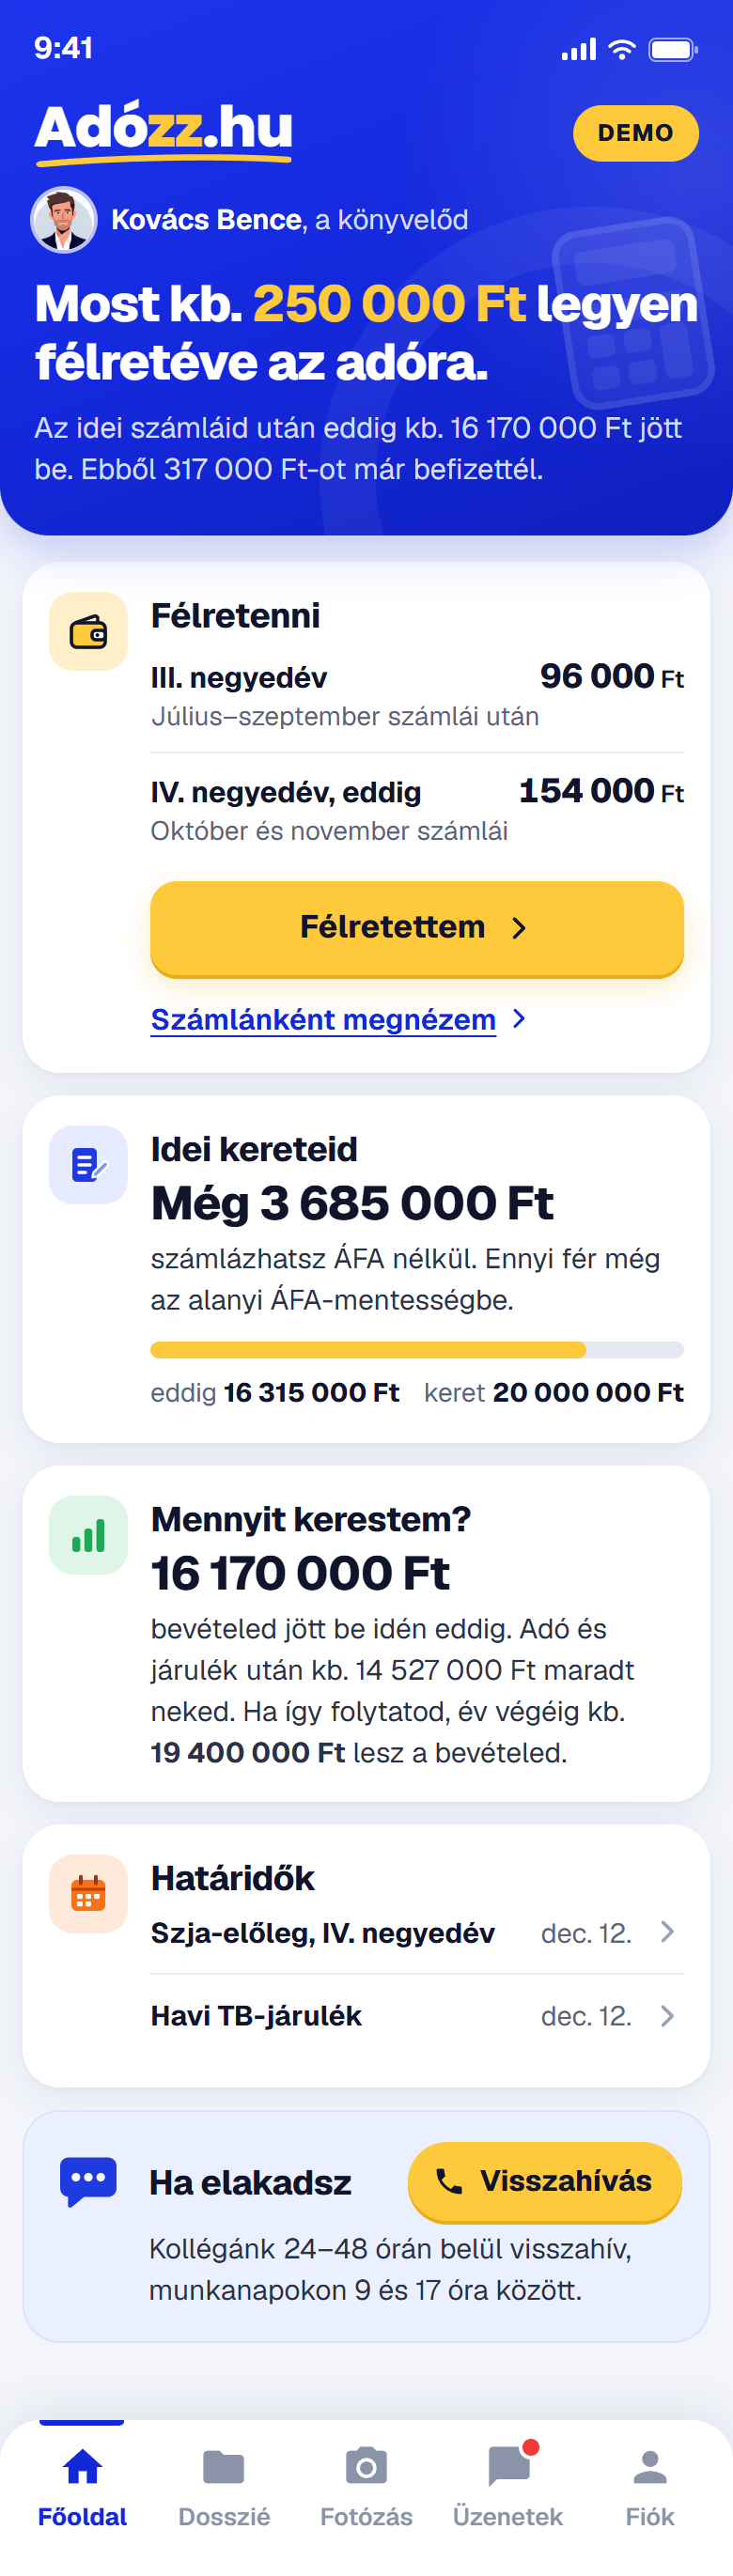 9:41
Adózz.hu
DEMO
Kovács Bence, a könyvelőd
Most kb. 250 000 Ft legyen
félretéve az adóra.
Az idei számláid után eddig kb. 16 170 000 Ft jött
be. Ebből 317 000 Ft-ot már befizettél.
Félretenni
III. negyedév 96 000 Ft
Július–szeptember számlái után
IV. negyedév, eddig 154 000 Ft
Október és november számlái
Félretettem
Számlánként megnézem
Idei kereteid
Még 3 685 000 Ft
számlázhatsz ÁFA nélkül. Ennyi fér még
az alanyi ÁFA-mentességbe.
eddig 16 315 000 Ft keret 20 000 000 Ft
Mennyit kerestem?
16 170 000 Ft
bevételed jött be idén eddig. Adó és
járulék után kb. 14 527 000 Ft maradt
neked. Ha így folytatod, év végéig kb.
19 400 000 Ft lesz a bevételed.
Határidők
Szja-előleg, IV. negyedév dec. 12.
Havi TB-járulék dec. 12.
Ha elakadsz
Visszahívás
Kollégánk 24–48 órán belül visszahív,
munkanapokon 9 és 17 óra között.
Főoldal Dosszié Fotózás Üzenetek Fiók